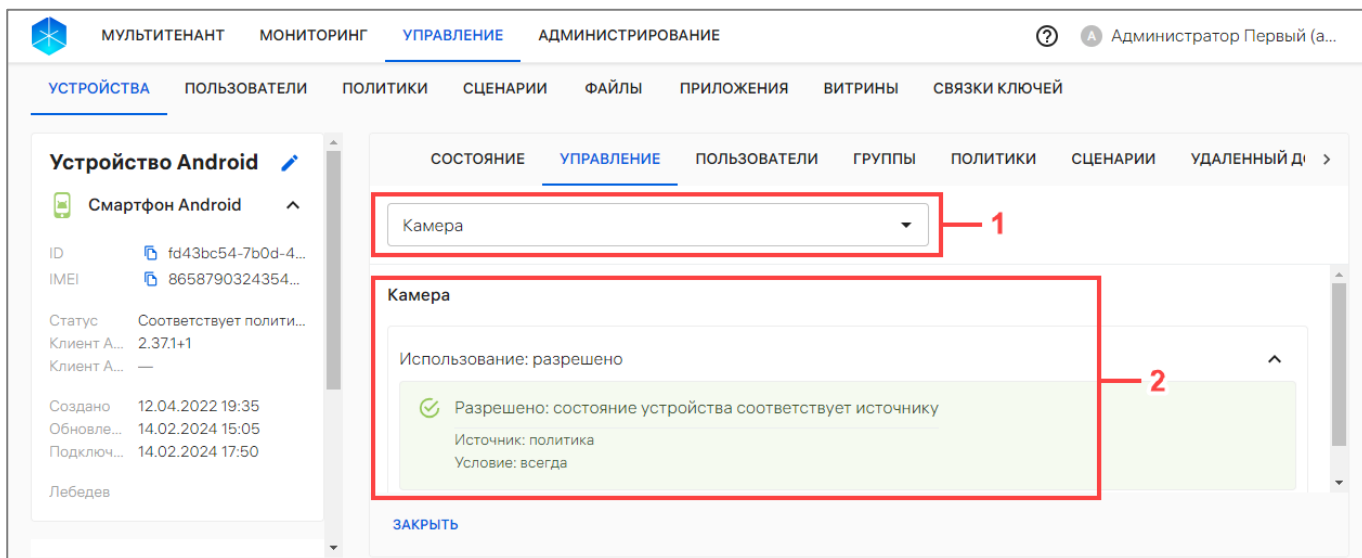 МУЛЬТИТЕНАНТ МОНИТОРИНГ УПРАВЛЕНИЕ АДМИНИСТРИРОВАНИЕ ? А Администратор Первый (а...
УСТРОЙСТВА ПОЛЬЗОВАТЕЛИ ПОЛИТИКИ СЦЕНАРИИ ФАЙЛЫ ПРИЛОЖЕНИЯ ВИТРИНЫ СВЯЗКИ КЛЮЧЕЙ
Устройство Android
Смартфон Android
ID fd43bc54-7b0d-4...
IMEI 8658790324354...
Статус Соответствует полити...
Клиент А... 2.37.1+1
Клиент А... —
Создано 12.04.2022 19:35
Обновле... 14.02.2024 15:05
Подключ... 14.02.2024 17:50
Лебедев
СОСТОЯНИЕ УПРАВЛЕНИЕ ПОЛЬЗОВАТЕЛИ ГРУППЫ ПОЛИТИКИ СЦЕНАРИИ УДАЛЕННЫЙ Д
Камера
1
Камера
Использование: разрешено
2
Разрешено: состояние устройства соответствует источнику
Источник: политика
Условие: всегда
ЗАКРЫТЬ